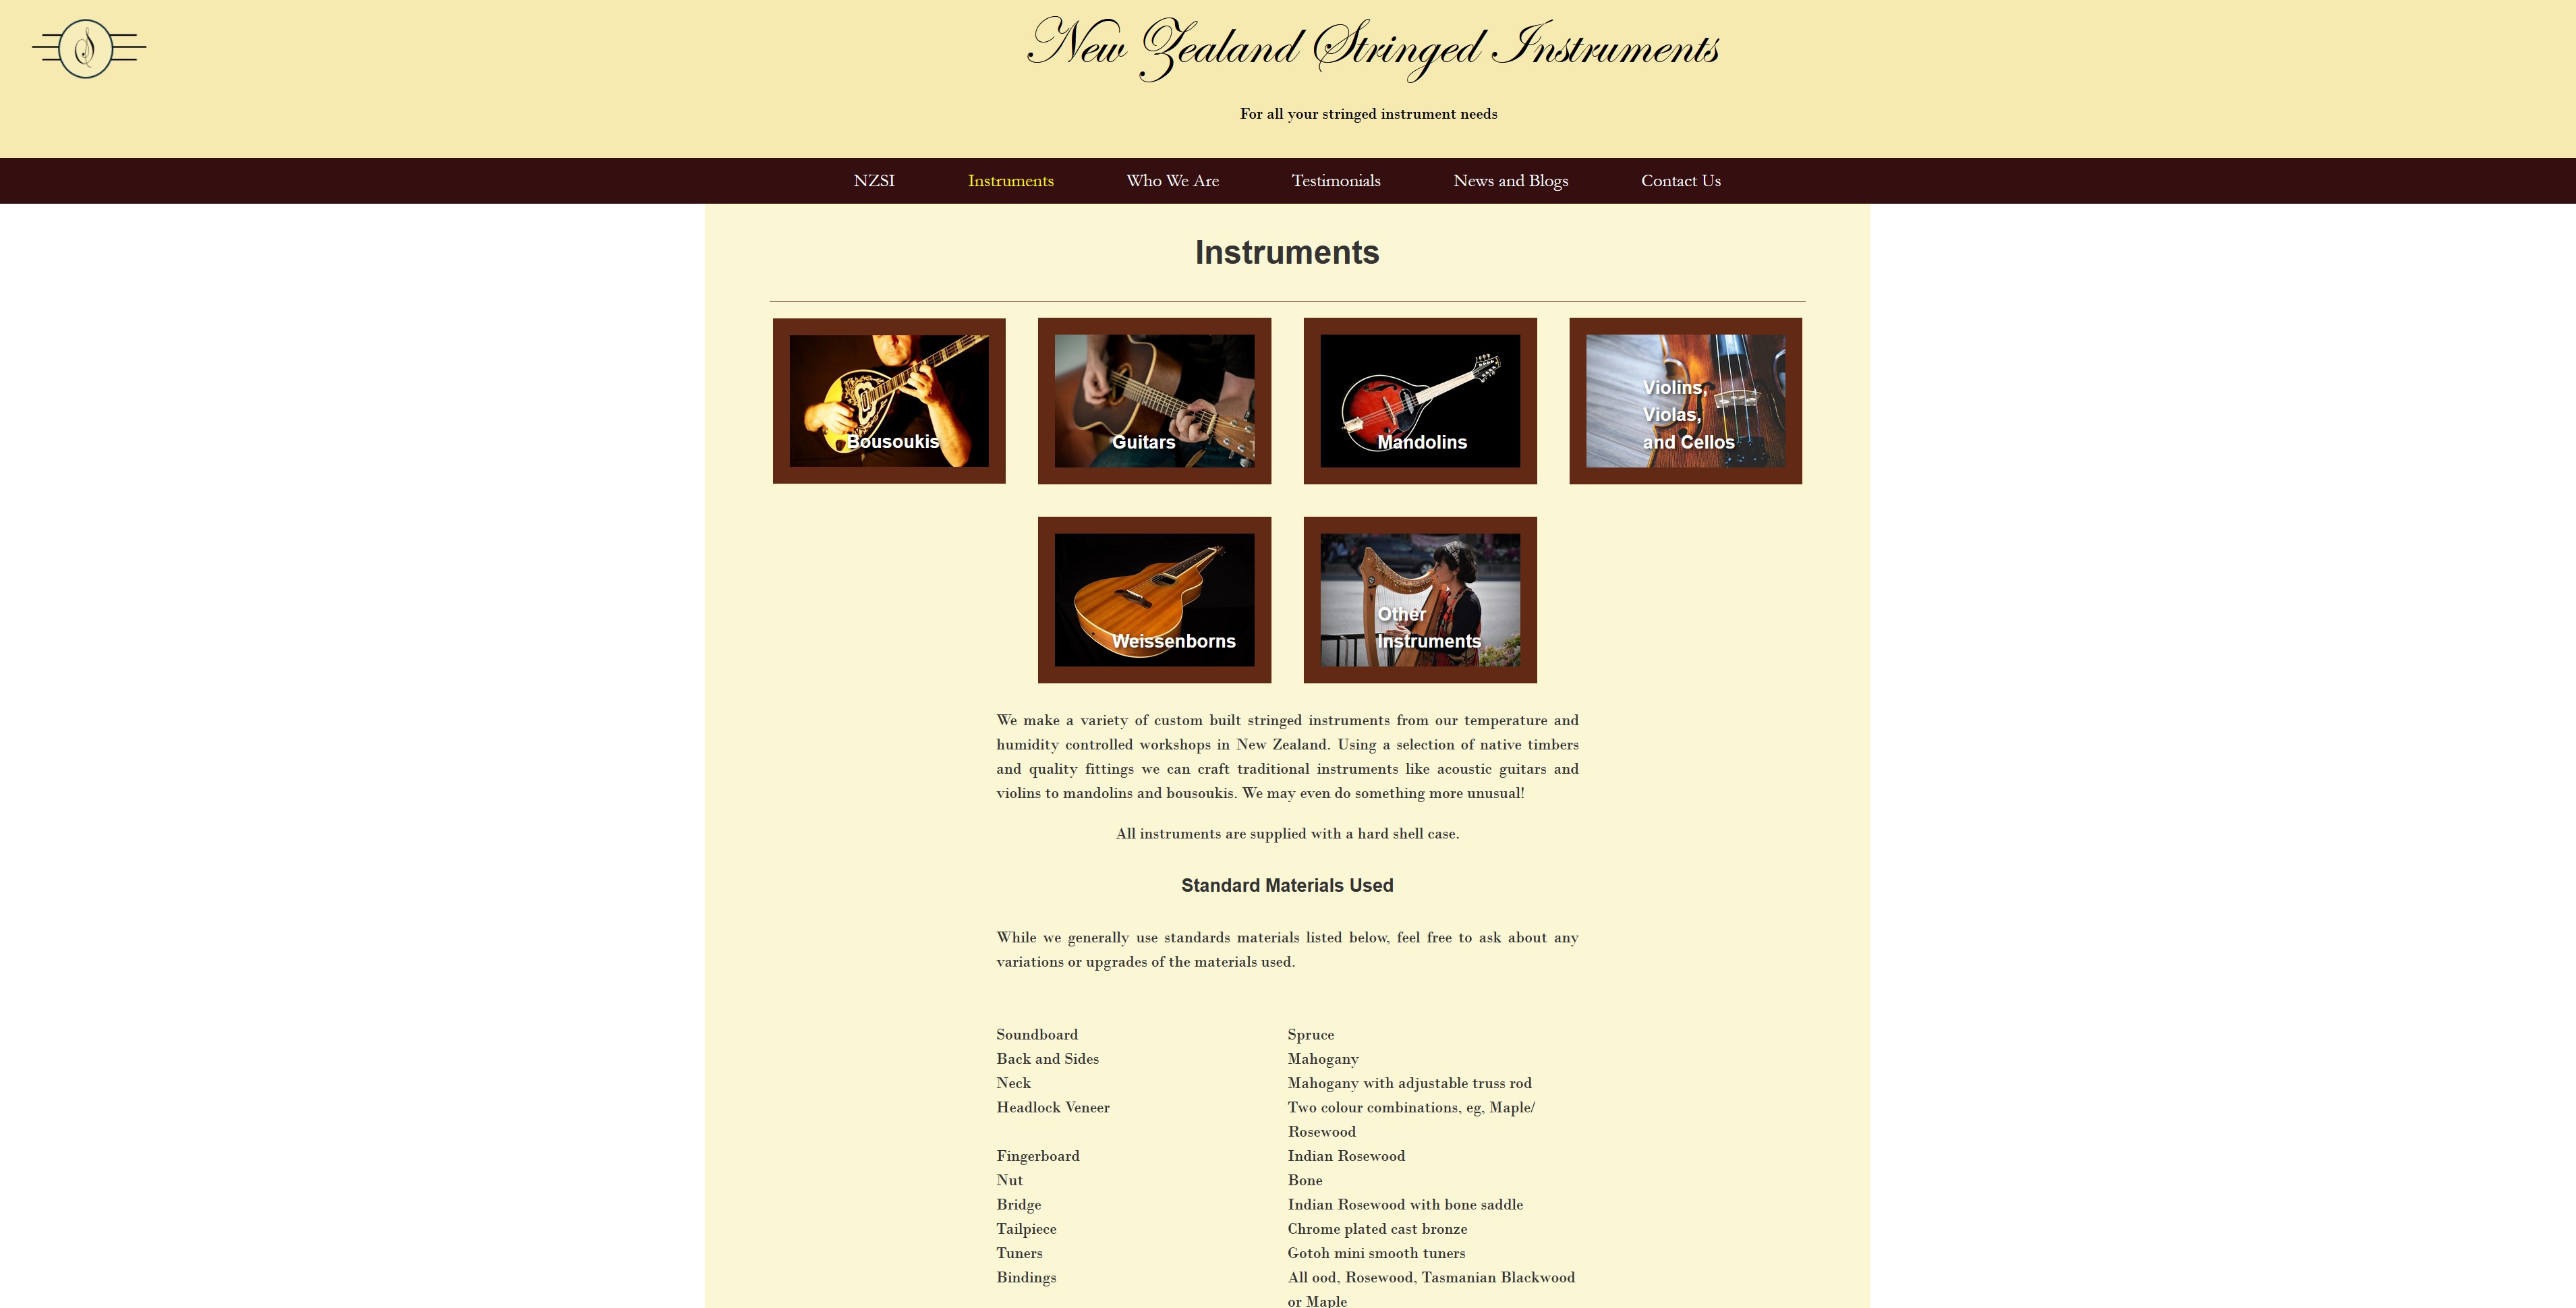 New Zealand Stringed Instruments
For all your stringed instrument needs
NZSI Instruments Who We Are Testimonials News and Blogs Contact Us
Instruments
Bousoukis
Guitars
Mandolins
Violins,
Violas,
and Cellos
Weissenborns
Other
Instruments
We make a variety of custom built stringed instruments from our temperature and
humidity controlled workshops in New Zealand. Using a selection of native timbers
and quality fittings we can craft traditional instruments like acoustic guitars and
violins to mandolins and bousoukis. We may even do something more unusual!
All instruments are supplied with a hard shell case.
Standard Materials Used
While we generally use standards materials listed below, feel free to ask about any
variations or upgrades of the materials used.
Soundboard Spruce
Back and Sides Mahogany
Neck Mahogany with adjustable truss rod
Headlock Veneer Two colour combinations, eg, Maple/
Rosewood
Fingerboard Indian Rosewood
Nut Bone
Bridge Indian Rosewood with bone saddle
Tailpiece Chrome plated cast bronze
Tuners Gotoh mini smooth tuners
Bindings All ood, Rosewood, Tasmanian Blackwood
or Maple